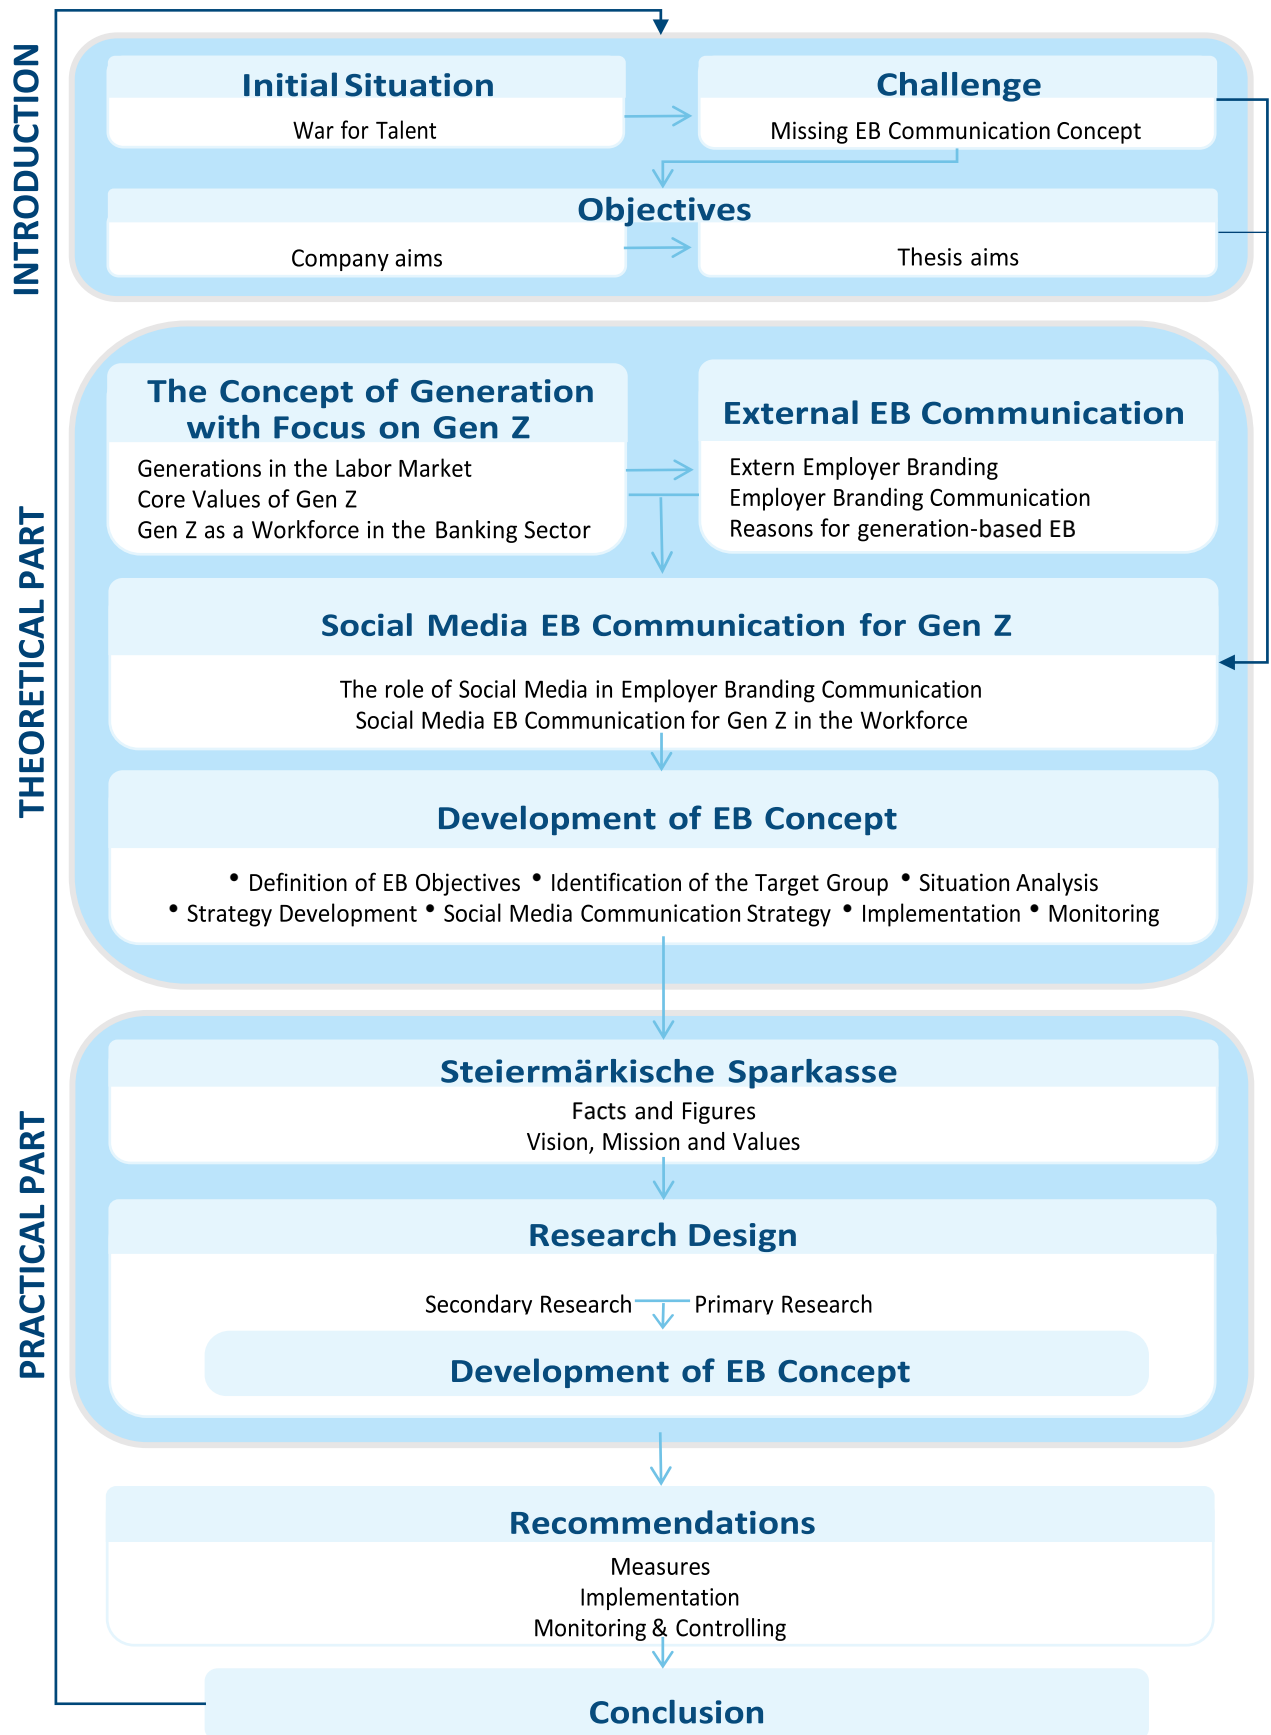 INTRODUCTION
Initial Situation
War for Talent
Challenge
Missing EB Communication Concept
Objectives
Company aims
Thesis aims
THEORETICAL PART
The Concept of Generation
with Focus on Gen Z
Generations in the Labor Market
Core Values of Gen Z
Gen Z as a Workforce in the Banking Sector
External EB Communication
Extern Employer Branding
Employer Branding Communication
Reasons for generation-based EB
Social Media EB Communication for Gen Z
The role of Social Media in Employer Branding Communication
Social Media EB Communication for Gen Z in the Workforce
Development of EB Concept
• Definition of EB Objectives • Identification of the Target Group • Situation Analysis
• Strategy Development • Social Media Communication Strategy • Implementation • Monitoring
PRACTICAL PART
Steiermärkische Sparkasse
Facts and Figures
Vision, Mission and Values
Research Design
Secondary Research
Primary Research
Development of EB Concept
Recommendations
Measures
Implementation
Monitoring & Controlling
Conclusion